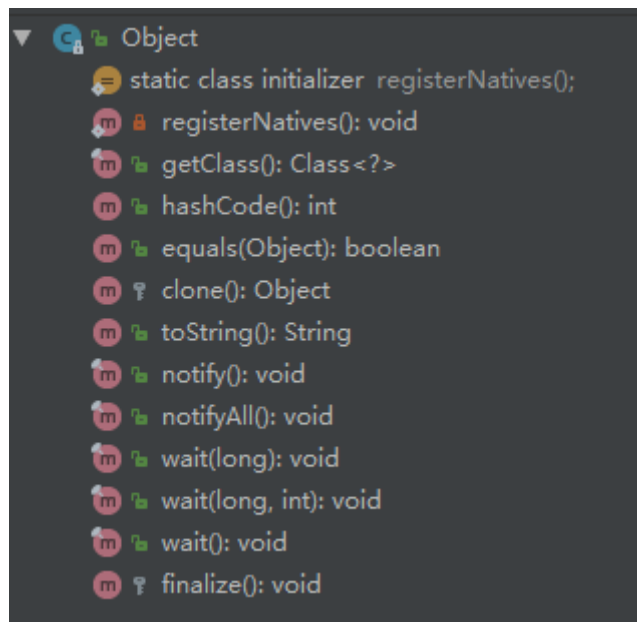 Object
static class initializer registerNatives();
registerNatives(): void
getClass(): Class<?>
hashCode(): int
equals(Object): boolean
clone(): Object
toString(): String
notify(): void
notifyAll(): void
wait(long): void
wait(long, int): void
wait(): void
finalize(): void